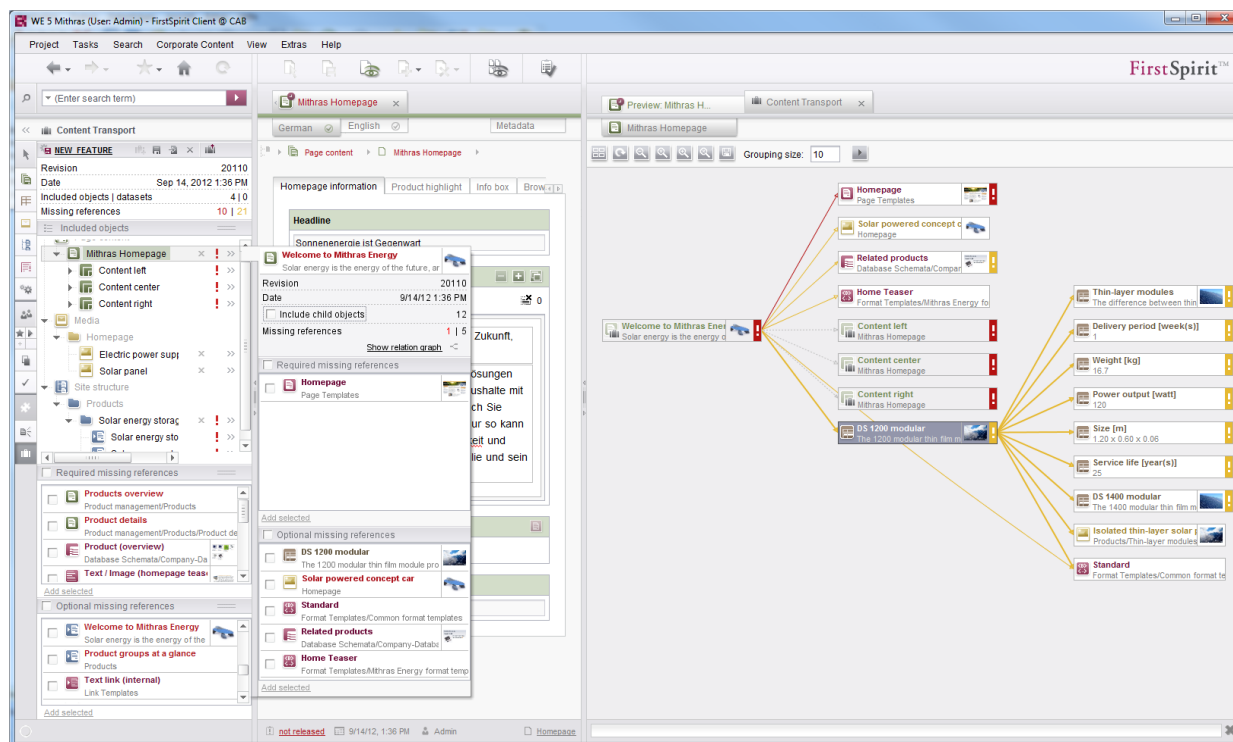 WE 5 Mithras (User: Admin) - FirstSpirit Client @ CAB
Project Tasks Search Corporate Content View Extras Help
FirstSpirit™
(Enter search term)
Content Transport
NEW FEATURE
Revision 20110
Date Sep 14, 2012 1:36 PM
Included objects | datasets 4 | 0
Missing references 10 | 21
Included objects
Mithras Homepage
Content left
Content center
Content right
Media
Homepage
Electric power supp
Solar panel
Site structure
Products
Solar energy storag
Solar energy sto
Required missing references
Products overview
Product management/Products
Product details
Product management/Products/Product de
Product (overview)
Database Schemata/Company-Da
Text / Image (homepage teas
Add selected
Optional missing references
Welcome to Mithras Energy
Solar energy is the energy of the
Product groups at a glance
Products
Text link (internal)
Link Templates
Add selected
Mithras Homepage
German English Metadata
Page content Mithras Homepage
Homepage information Product highlight Info box Brow
Headline
Sonnenenergie ist Gegenwart
0
Zukunft,
ösungen
ushalte mit
ch Sie
ur so kann
keit und
lie und sein
Welcome to Mithras Energy
Solar energy is the energy of the future, ar
Revision 20110
Date 9/14/12 1:36 PM
Include child objects 12
Missing references 1 | 5
Show relation graph
Required missing references
Homepage
Page Templates
Add selected
Optional missing references
DS 1200 modular
The 1200 modular thin film module pro
Solar powered concept car
Homepage
Standard
Format Templates/Common format templates
Related products
Database Schemata/Company-Databa
Home Teaser
Format Templates/Mithras Energy format temp
Add selected
not released 9/14/12, 1:36 PM Admin Homepage
Preview: Mithras H... Content Transport
Mithras Homepage
Grouping size: 10
Welcome to Mithras Ener
Solar energy is the energy o
Homepage
Page Templates
Solar powered concept c
Homepage
Related products
Database Schemata/Compar
Home Teaser
Format Templates/Mithras Energy fo
Content left
Mithras Homepage
Content center
Mithras Homepage
Content right
Mithras Homepage
DS 1200 modular
The 1200 modular thin film m
Thin-layer modules
The difference between thin
Delivery period [week(s)]
1
Weight [kg]
16.7
Power output [watt]
120
Size [m]
1.20 x 0.60 x 0.06
Service life [year(s)]
25
DS 1400 modular
The 1400 modular thin film m
Isolated thin-layer solar p
Products/Thin-layer modules
Standard
Format Templates/Common format te